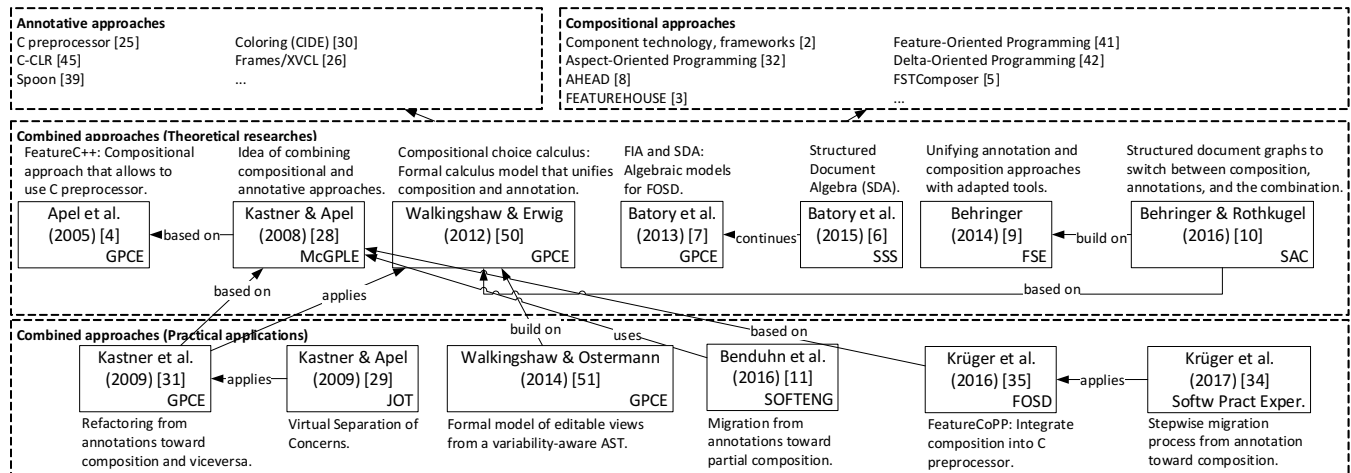 Annotative approaches
C preprocessor [25]
C-CLR [45]
Spoon [39]
Coloring (CIDE) [30]
Frames/XVCL [26]
...
Compositional approaches
Component technology, frameworks [2]
Aspect-Oriented Programming [32]
AHEAD [8]
FEATUREHOUSE [3]
Feature-Oriented Programming [41]
Delta-Oriented Programming [42]
FSTComposer [5]
...
Combined approaches (Theoretical researches)
FeatureC++: Compositional
approach that allows to
use C preprocessor.
Apel et al.
(2005) [4]
GPCE
based on
Idea of combining
compositional and
annotative approaches.
Kastner & Apel
(2008) [28]
McGPLE
Compositional choice calculus:
Formal calculus model that unifies
composition and annotation.
Walkingshaw & Erwig
(2012) [50]
GPCE
FIA and SDA:
Algebraic models
for FOSD.
Batory et al.
(2013) [7]
GPCE
continues
Structured
Document
Algebra (SDA).
Batory et al.
(2015) [6]
SSS
Unifying annotation and
composition approaches
with adapted tools.
Behringer
(2014) [9]
FSE
build on
Structured document graphs to
switch between composition,
annotations, and the combination.
Behringer & Rothkugel
(2016) [10]
SAC
based on
applies
based on
build on
uses
based on
Combined approaches (Practical applications)
Kastner et al.
(2009) [31]
GPCE
Refactoring from
annotations toward
composition and viceversa.
applies
Kastner & Apel
(2009) [29]
JOT
Virtual Separation of
Concerns.
Walkingshaw & Ostermann
(2014) [51]
GPCE
Formal model of editable views
from a variability-aware AST.
Benduhn et al.
(2016) [11]
SOFTENG
Migration from
annotations toward
partial composition.
Krüger et al.
(2016) [35]
FOSD
FeatureCoPP: Integrate
composition into C
preprocessor.
applies
Krüger et al.
(2017) [34]
Softw Pract Exper.
Stepwise migration
process from annotation
toward composition.